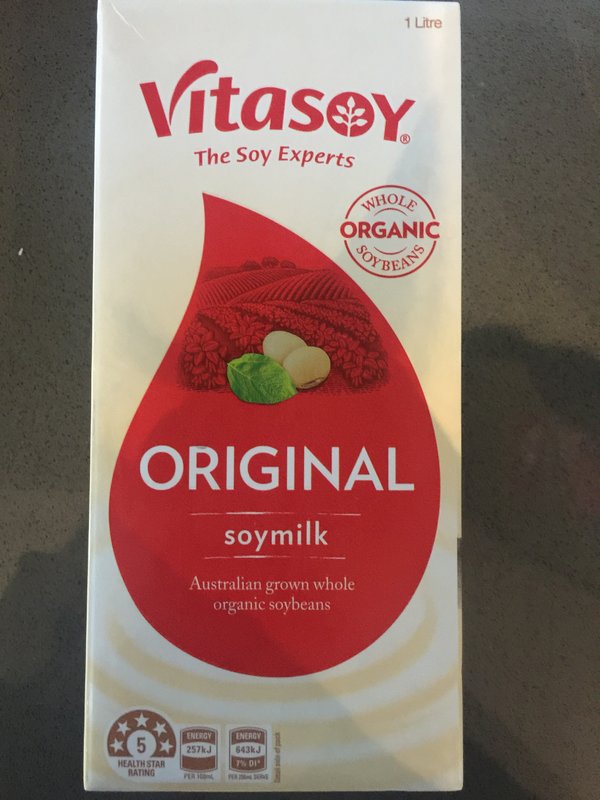 1 Litre
Vitasoy®
The Soy Experts
WHOLE
ORGANIC
SOYBEANS
ORIGINAL
soymilk
Australian grown whole
organic soybeans
5
HEALTH STAR
RATING
ENERGY
257kJ
PER 100mL
ENERGY
643kJ
7% DI*
PER 250mL SERVE